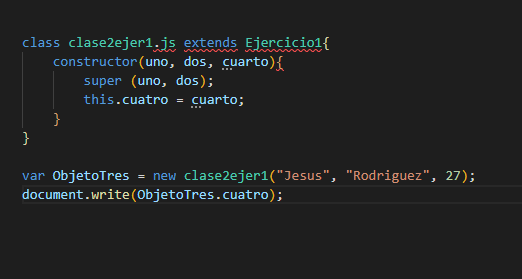 class clase2ejer1.js extends Ejercicio1{
constructor(uno, dos, cuarto){
super (uno, dos);
this.cuatro = cuarto;
}
}
var ObjetoTres = new clase2ejer1("Jesus", "Rodriguez", 27);
document.write(ObjetoTres.cuatro);